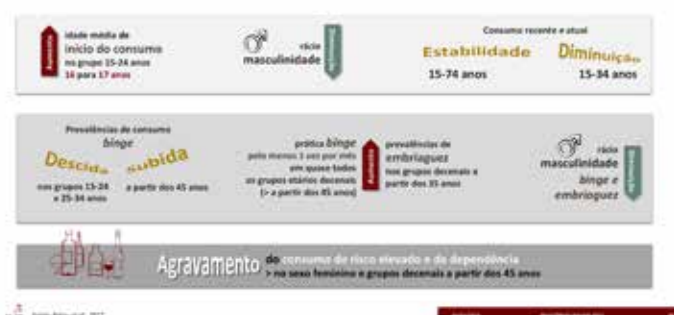 Aumento
idade média de
início do consumo
no grupo 15-24 anos
16 para 17 anos
rácio
masculinidade
Diminuição
Consumo recente e atual
Estabilidade
15-74 anos
Diminuição
15-34 anos
Prevalências de consumo
binge
Descida
nos grupos 15-24
e 25-34 anos
subida
a partir dos 45 anos
prática binge
pelo menos 1 vez por mês
em quase todos
os grupos etários decenais
(> a partir dos 45 anos)
Aumento
prevalências de
embriaguez
nos grupos decenais a
partir dos 35 anos
rácio
masculinidade
binge e
embriaguez
Diminuição
Agravamento do consumo de risco elevado e da dependência
> no sexo feminino e grupos decenais a partir dos 45 anos